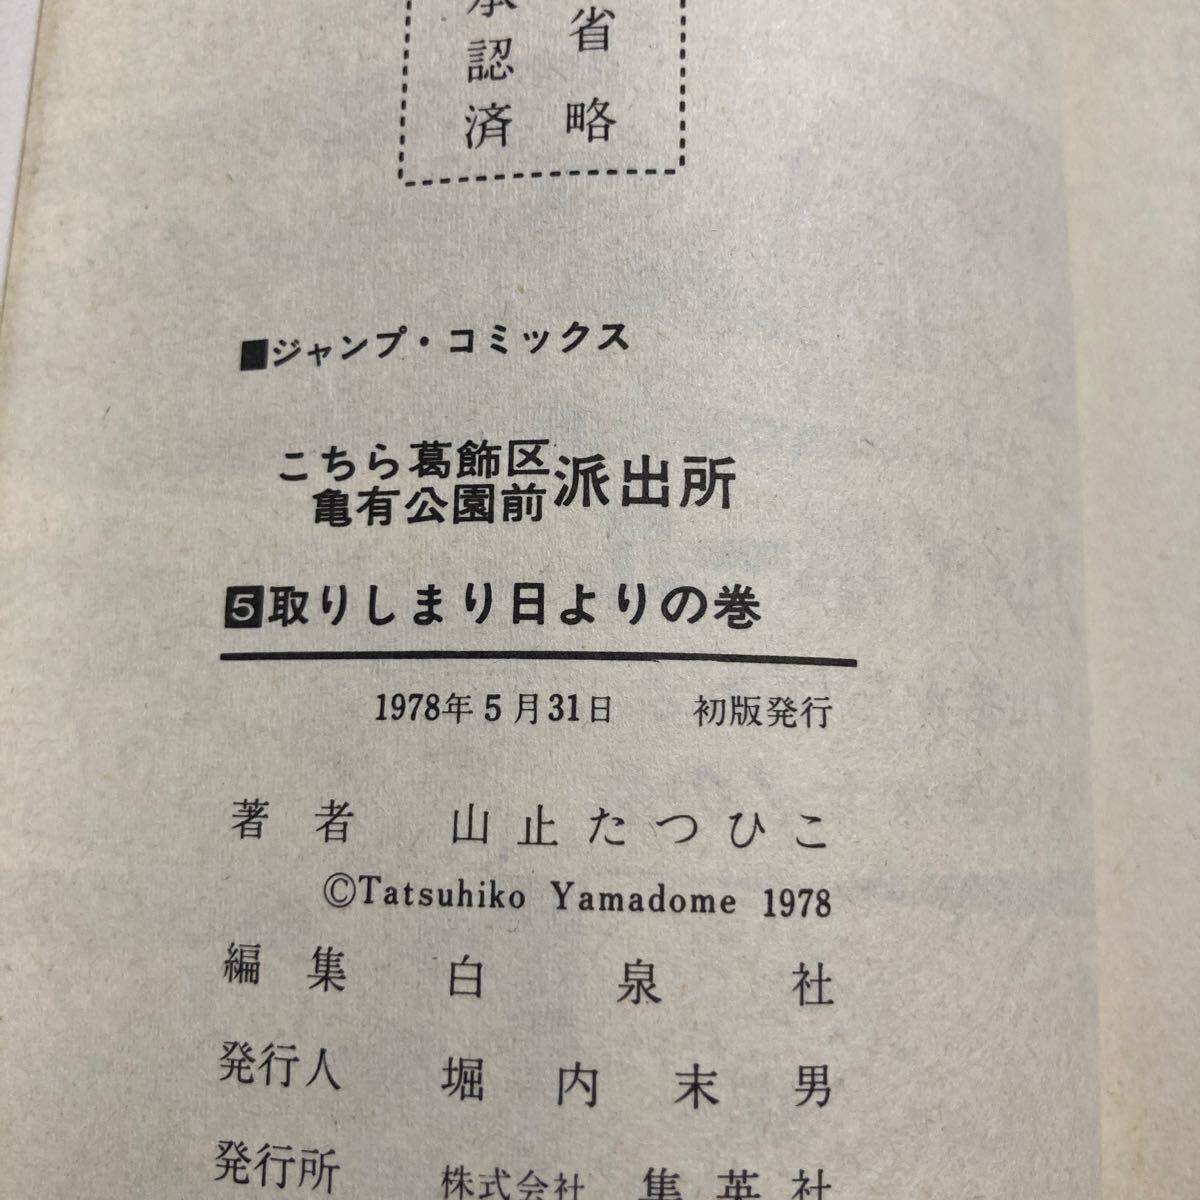 省略
承認済
■ジャンプ・コミックス
こちら葛飾区
亀有公園前派出所
5取りしまり日よりの巻
1978年5月31日 初版発行
著者 山止たつひこ
©Tatsuhiko Yamadome 1978
編集 白泉社
発行人 堀内末男
発行所 株式会社 集英社